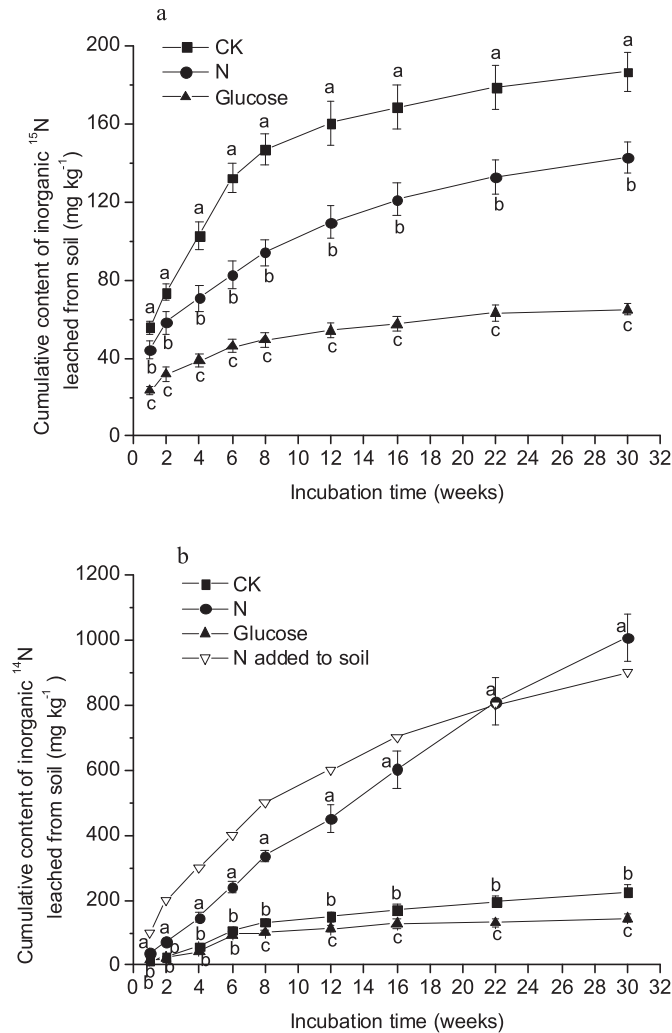 a
200
160
120
80
40
0
CK
N
Glucose
a a a a a a a a a
b b b b b b b b b
c c c c c c c c c
0 2 4 6 8 10 12 14 16 18 20 22 24 26 28 30 32
Incubation time (weeks)
Cumulative content of inorganic ¹⁵N
leached from soil (mg kg⁻¹)
b
1200
1000
800
600
400
200
0
CK
N
Glucose
N added to soil
a a a a a a a a a
b b b b b b b b b
b b b b c c c c c
0 2 4 6 8 10 12 14 16 18 20 22 24 26 28 30 32
Incubation time (weeks)
Cumulative content of inorganic ¹⁴N
leached from soil (mg kg⁻¹)